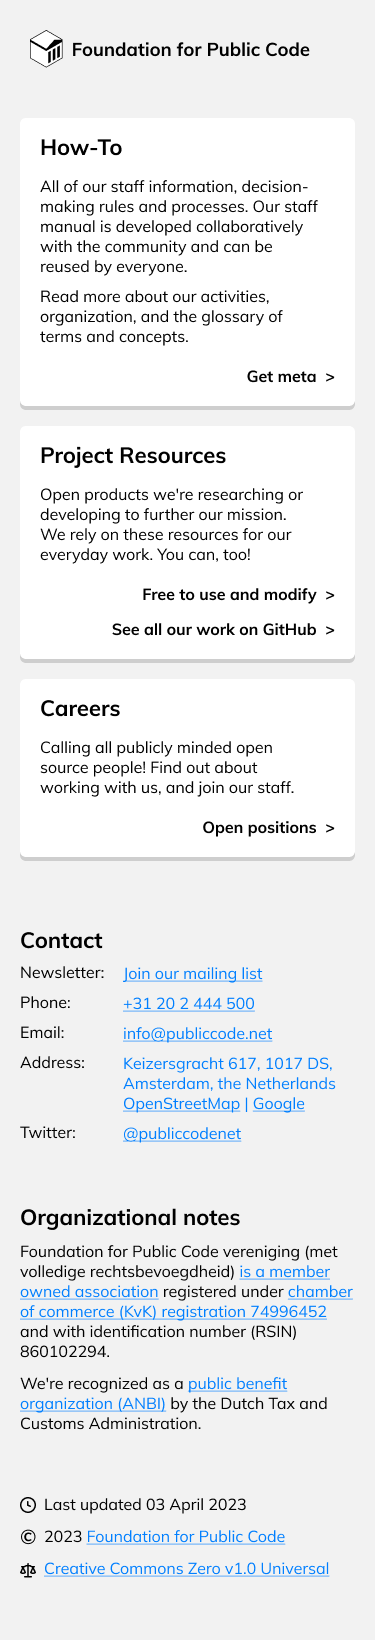 Foundation for Public Code
How-To
All of our staff information, decision-
making rules and processes. Our staff
manual is developed collaboratively
with the community and can be
reused by everyone.
Read more about our activities,
organization, and the glossary of
terms and concepts.
Get meta >
Project Resources
Open products we're researching or
developing to further our mission.
We rely on these resources for our
everyday work. You can, too!
Free to use and modify >
See all our work on GitHub >
Careers
Calling all publicly minded open
source people! Find out about
working with us, and join our staff.
Open positions >
Contact
Newsletter: Join our mailing list
Phone: +31 20 2 444 500
Email: info@publiccode.net
Address: Keizersgracht 617, 1017 DS,
Amsterdam, the Netherlands
OpenStreetMap | Google
Twitter: @publiccodenet
Organizational notes
Foundation for Public Code vereniging (met
volledige rechtsbevoegdheid) is a member
owned association registered under chamber
of commerce (KvK) registration 74996452
and with identification number (RSIN)
860102294.
We're recognized as a public benefit
organization (ANBI) by the Dutch Tax and
Customs Administration.
Last updated 03 April 2023
© 2023 Foundation for Public Code
Creative Commons Zero v1.0 Universal